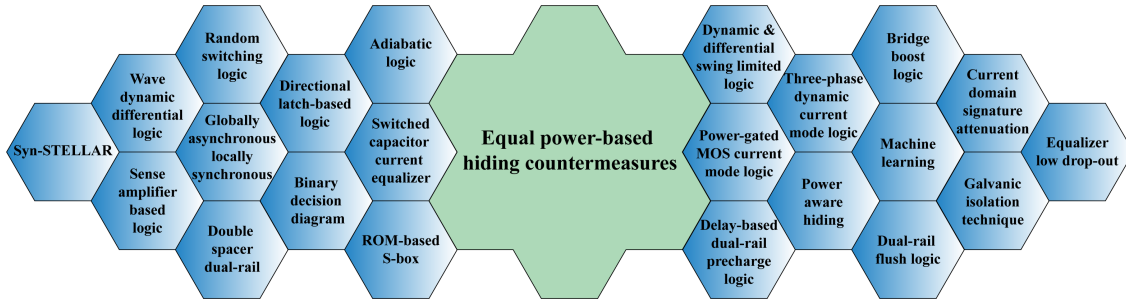 Syn-STELLAR
Wave
dynamic
differential
logic
Sense
amplifier
based
logic
Random
switching
logic
Globally
asynchronous
locally
synchronous
Double
spacer
dual-rail
Directional
latch-based
logic
Binary
decision
diagram
Adiabatic
logic
Switched
capacitor
current
equalizer
ROM-based
S-box
Equal power-based
hiding countermeasures
Dynamic &
differential
swing limited
logic
Power-gated
MOS current
mode logic
Delay-based
dual-rail
precharge
logic
Three-phase
dynamic
current
mode logic
Power
aware
hiding
Bridge
boost
logic
Machine
learning
Dual-rail
flush logic
Current
domain
signature
attenuation
Galvanic
isolation
technique
Equalizer
low drop-out